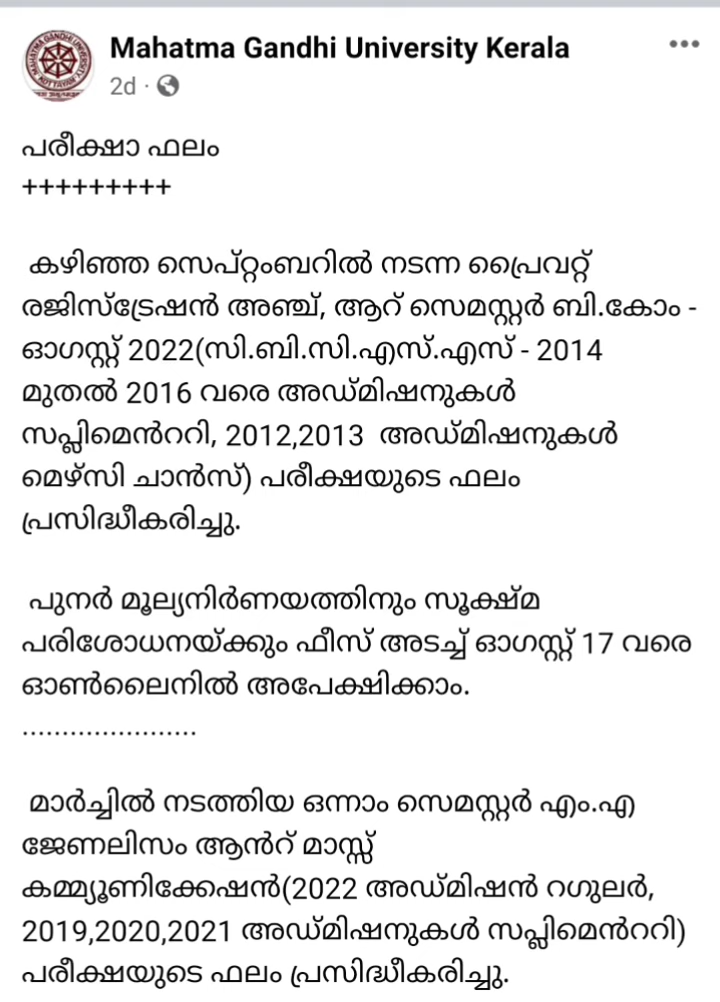 Mahatma Gandhi University Kerala
2d ·
പരീക്ഷാ ഫലം
+++++++++
കഴിഞ്ഞ സെപ്റ്റംബറിൽ നടന്ന പ്രൈവറ്റ്
രജിസ്ട്രേഷൻ അഞ്ച്, ആറ് സെമസ്റ്റർ ബി.കോം -
ഓഗസ്റ്റ് 2022(സി.ബി.സി.എസ്.എസ് - 2014
മുതൽ 2016 വരെ അഡ്മിഷനുകൾ
സപ്ലിമെൻററി, 2012,2013 അഡ്മിഷനുകൾ
മെഴ്സി ചാൻസ്) പരീക്ഷയുടെ ഫലം
പ്രസിദ്ധീകരിച്ചു.
പുനർ മൂല്യനിർണയത്തിനും സൂക്ഷ്മ
പരിശോധനയ്ക്കും ഫീസ് അടച്ച് ഓഗസ്റ്റ് 17 വരെ
ഓൺലൈനിൽ അപേക്ഷിക്കാം.
......................
മാർച്ചിൽ നടത്തിയ ഒന്നാം സെമസ്റ്റർ എം.എ
ജേണലിസം ആൻറ് മാസ്സ്
കമ്മ്യൂണിക്കേഷൻ(2022 അഡ്മിഷൻ റഗുലർ,
2019,2020,2021 അഡ്മിഷനുകൾ സപ്ലിമെൻററി)
പരീക്ഷയുടെ ഫലം പ്രസിദ്ധീകരിച്ചു.